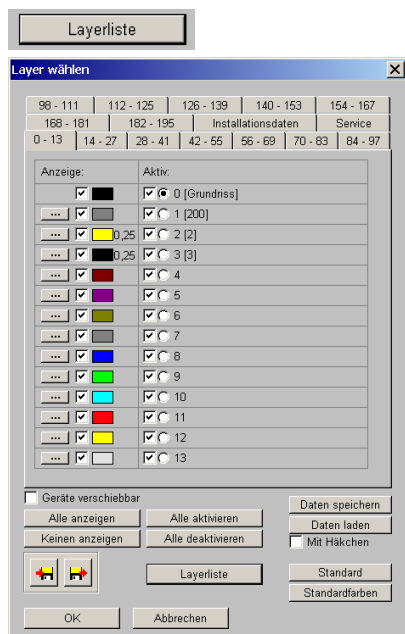 Layerliste
Layer wählen
98 - 111 112 - 125 126 - 139 140 - 153 154 - 167
168 - 181 182 - 195 Installationsdaten Service
0 - 13 14 - 27 28 - 41 42 - 55 56 - 69 70 - 83 84 - 97
Anzeige: Aktiv:
0 [Grundriss]
... 1 [200]
... 0,25 2 [2]
... 0,25 3 [3]
... 4
... 5
... 6
... 7
... 8
... 9
... 10
... 11
... 12
... 13
Geräte verschiebbar
Daten speichern
Alle anzeigen Alle aktivieren
Daten laden
Keinen anzeigen Alle deaktivieren
Mit Häkchen
Layerliste Standard
Standardfarben
OK Abbrechen